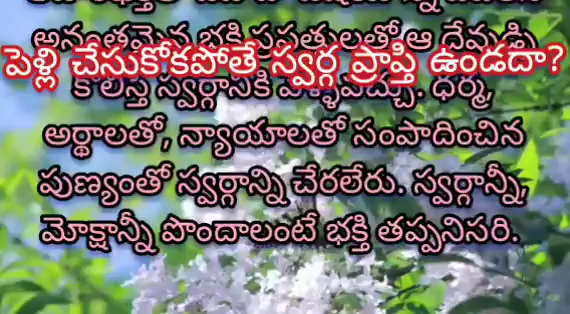 అనంతమైన భక్తి ప్రపత్తులతో ఆ దేవుణ్ణి
పెళ్లి చేసుకోకపోతే స్వర్గ ప్రాప్తి ఉండదా?
కొలిస్తే స్వర్గానికి వెళ్ళవచ్చు. ధర్మ,
అర్థాలతో, న్యాయాలతో సంపాదించిన
పుణ్యంతో స్వర్గాన్ని చేరలేరు. స్వర్గాన్నీ,
మోక్షాన్నీ పొందాలంటే భక్తి తప్పనిసరి.